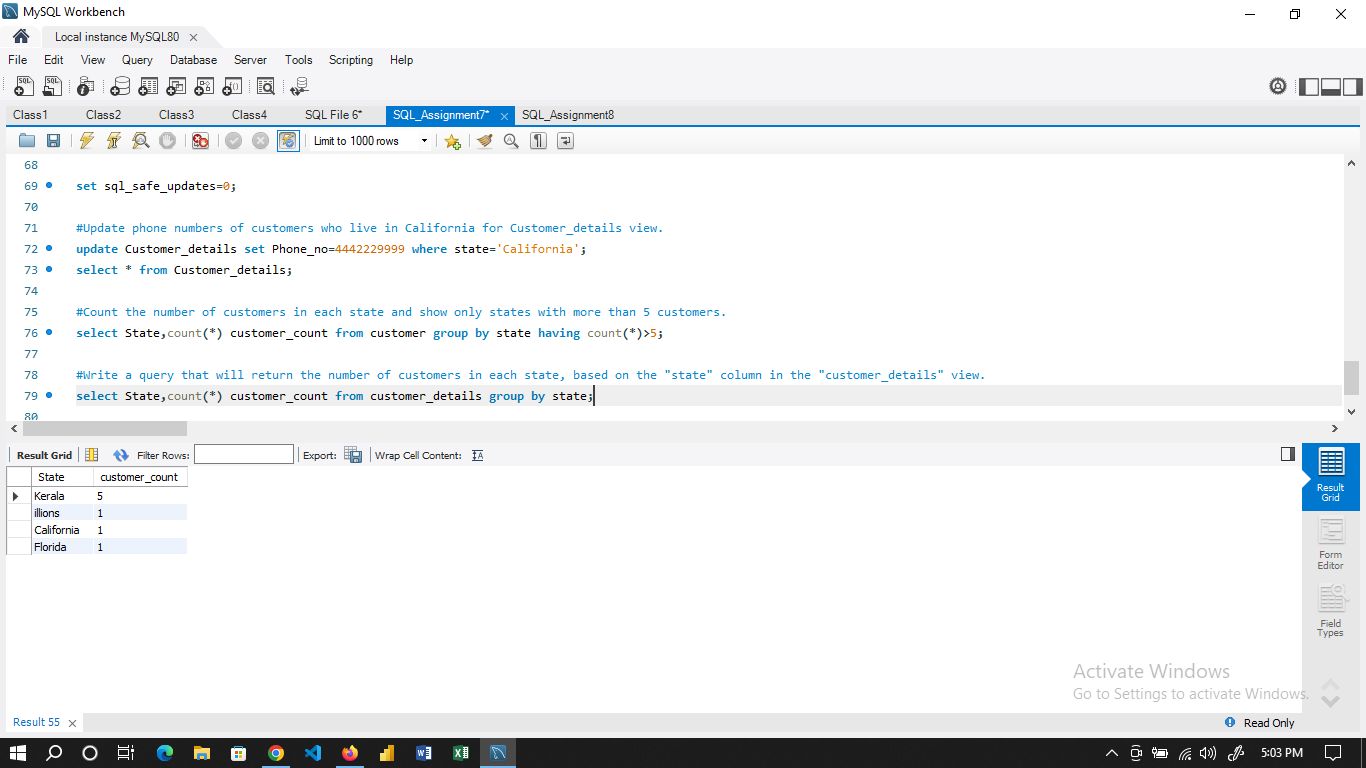 MySQL Workbench
Local instance MySQL80
File Edit View Query Database Server Tools Scripting Help
Class1 Class2 Class3 Class4 SQL File 6* SQL_Assignment7* SQL_Assignment8
Limit to 1000 rows
68
69 set sql_safe_updates=0;
70
71 #Update phone numbers of customers who live in California for Customer_details view.
72 update Customer_details set Phone_no=4442229999 where state='California';
73 select * from Customer_details;
74
75 #Count the number of customers in each state and show only states with more than 5 customers.
76 select State,count(*) customer_count from customer group by state having count(*)>5;
77
78 #Write a query that will return the number of customers in each state, based on the "state" column in the "customer_details" view.
79 select State,count(*) customer_count from customer_details group by state;
80
Result Grid Filter Rows: Export: Wrap Cell Content:
State customer_count
Kerala 5
illions 1
California 1
Florida 1
Result Grid
Form Editor
Field Types
Activate Windows
Go to Settings to activate Windows.
Result 55
Read Only
5:03 PM